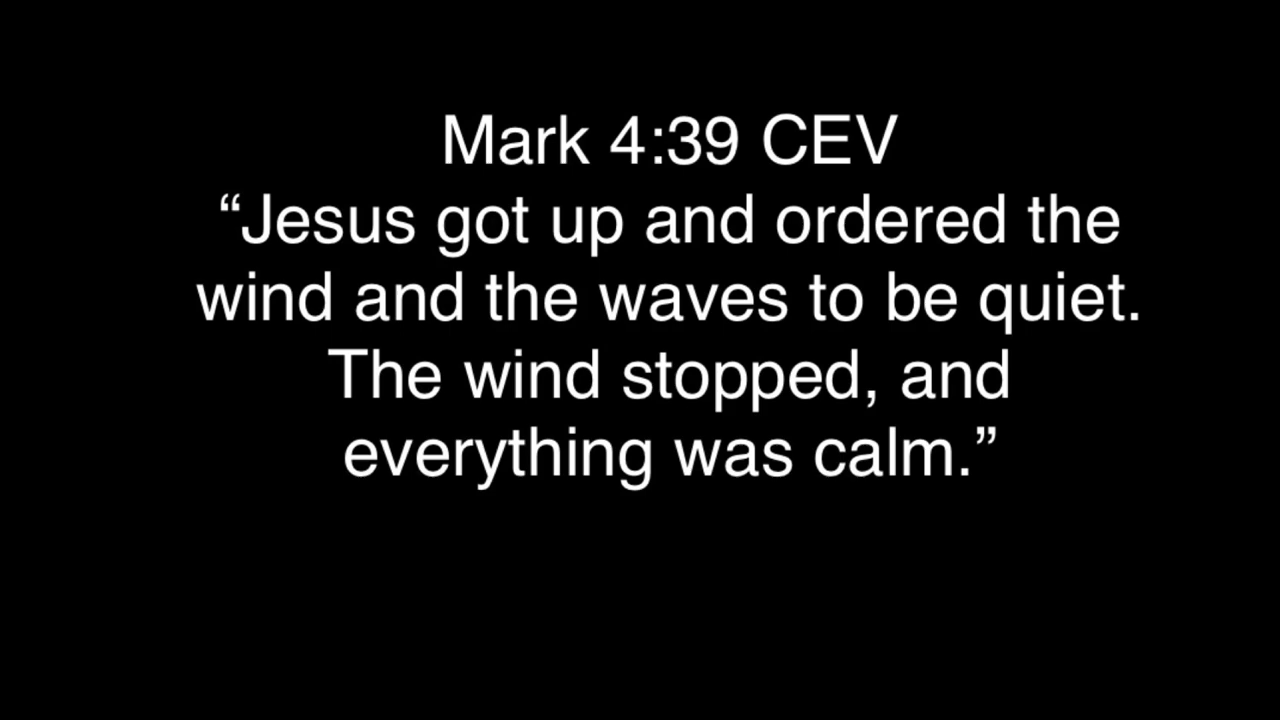 Mark 4:39 CEV
“Jesus got up and ordered the
wind and the waves to be quiet.
The wind stopped, and
everything was calm.”